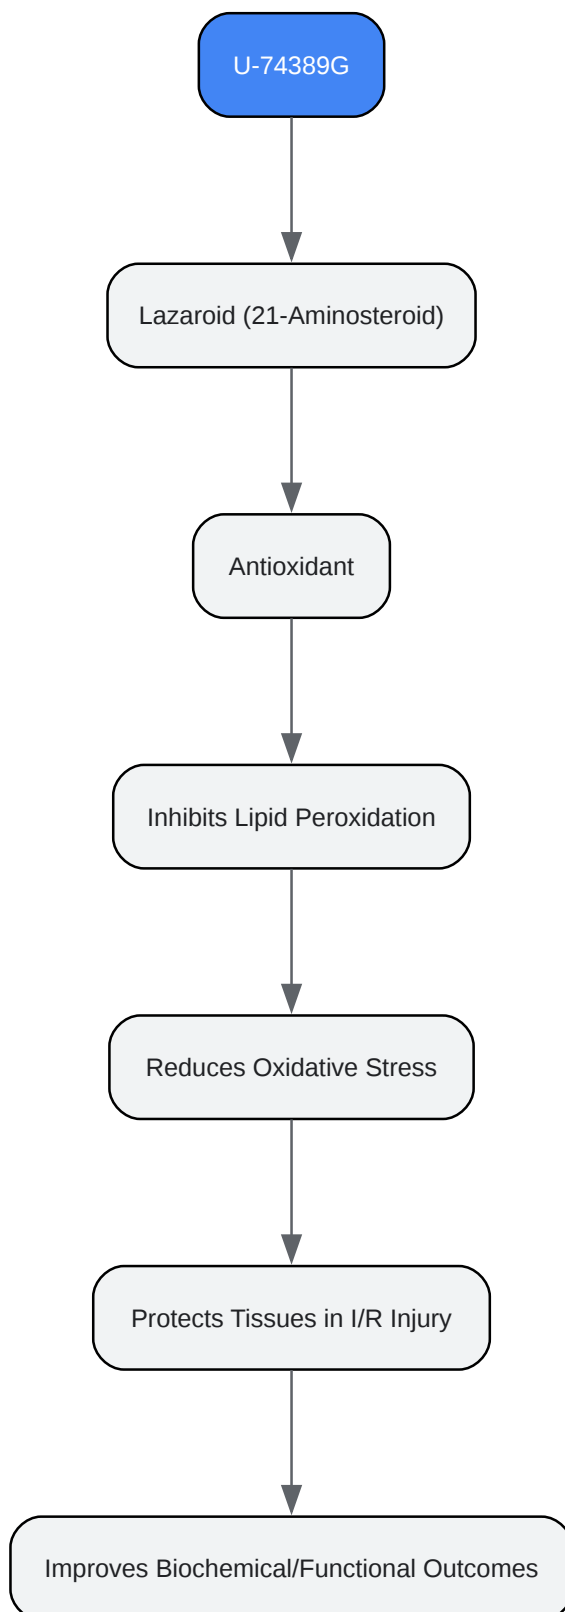 U-74389G
Lazaroid (21-Aminosteroid)
Antioxidant
Inhibits Lipid Peroxidation
Reduces Oxidative Stress
Protects Tissues in I/R Injury
Improves Biochemical/Functional Outcomes